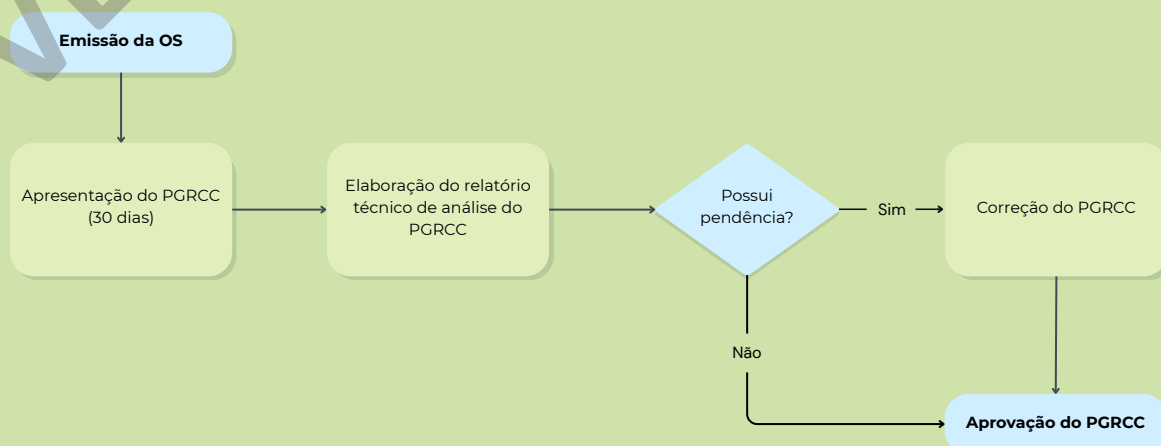 Emissão da OS
Apresentação do PGRCC
(30 dias)
Elaboração do relatório
técnico de análise do
PGRCC
Possui
pendência?
Sim
Correção do PGRCC
Não
Aprovação do PGRCC